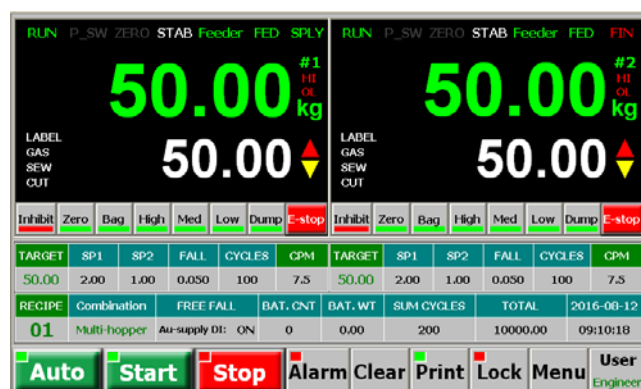 RUN P_SW ZERO STAB Feeder FED SPLY
#1
HI
OL
50.00 kg
LABEL
GAS
SEW
CUT
50.00
Inhibit Zero Bag High Med Low Dump E-stop
RUN P_SW ZERO STAB Feeder FED FIN
#2
HI
OL
50.00 kg
LABEL
GAS
SEW
CUT
50.00
Inhibit Zero Bag High Med Low Dump E-stop
TARGET SP1 SP2 FALL CYCLES CPM TARGET SP1 SP2 FALL CYCLES CPM
50.00 2.00 1.00 0.050 100 7.5 50.00 2.00 1.00 0.050 100 7.5
RECIPE Combination FREE FALL BAT. CNT BAT. WT SUM CYCLES TOTAL 2016-08-12
01 Multi-hopper Au-supply DI: ON 0 0.00 200 10000.00 09:10:18
Auto Start Stop Alarm Clear Print Lock Menu User
Engineer